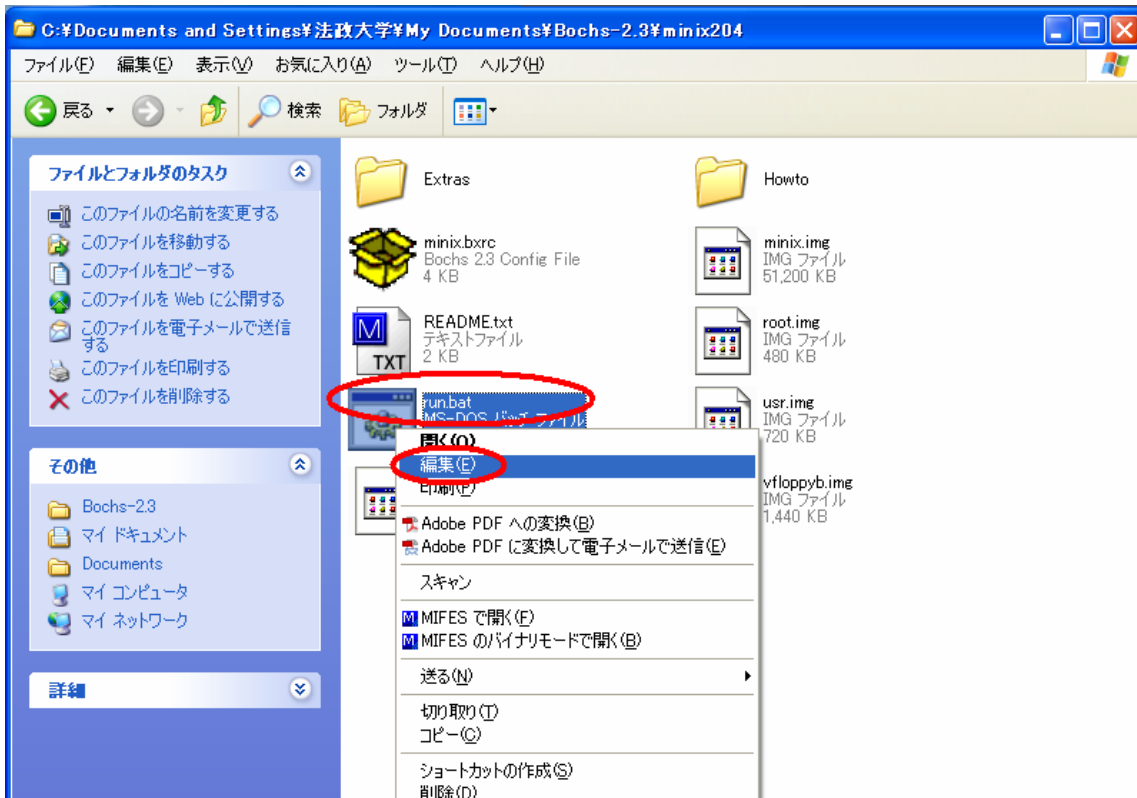 C:¥Documents and Settings¥法政大学¥My Documents¥Bochs-2.3¥minix204
ファイル(F) 編集(E) 表示(V) お気に入り(A) ツール(T) ヘルプ(H)
戻る 検索 フォルダ
ファイルとフォルダのタスク
このファイルの名前を変更する
このファイルを移動する
このファイルをコピーする
このファイルを Web に公開する
このファイルを電子メールで送信
する
このファイルを印刷する
このファイルを削除する
その他
Bochs-2.3
マイ ドキュメント
Documents
マイ コンピュータ
マイ ネットワーク
詳細
Extras
Howto
minix.bxrc
Bochs 2.3 Config File
4 KB
minix.img
IMG ファイル
51,200 KB
M
TXT
README.txt
テキストファイル
2 KB
root.img
IMG ファイル
480 KB
run.bat
MS-DOS バッチ ファイル
usr.img
IMG ファイル
720 KB
vfloppyb.img
IMG ファイル
1,440 KB
開く(O)
編集(E)
印刷(P)
Adobe PDF への変換(B)
Adobe PDF に変換して電子メールで送信(E)
スキャン
M MIFES で開く(F)
M MIFES のバイナリモードで開く(B)
送る(N)
切り取り(T)
コピー(C)
ショートカットの作成(S)
削除(D)